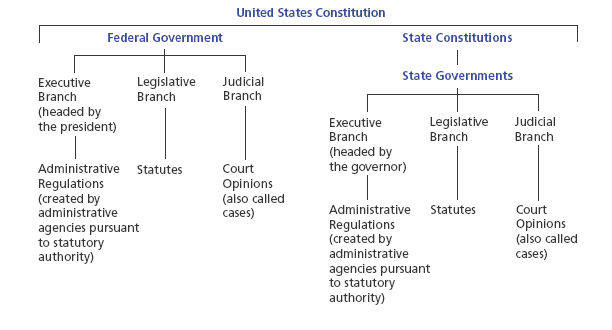 United States Constitution
Federal Government
Executive
Branch
(headed by
the president)
Legislative
Branch
Judicial
Branch
Administrative
Regulations
(created by
administrative
agencies pursuant
to statutory
authority)
Statutes
Court
Opinions
(also called
cases)
State Constitutions
State Governments
Executive
Branch
(headed by
the governor)
Legislative
Branch
Judicial
Branch
Administrative
Regulations
(created by
administrative
agencies pursuant
to statutory
authority)
Statutes
Court
Opinions
(also called
cases)